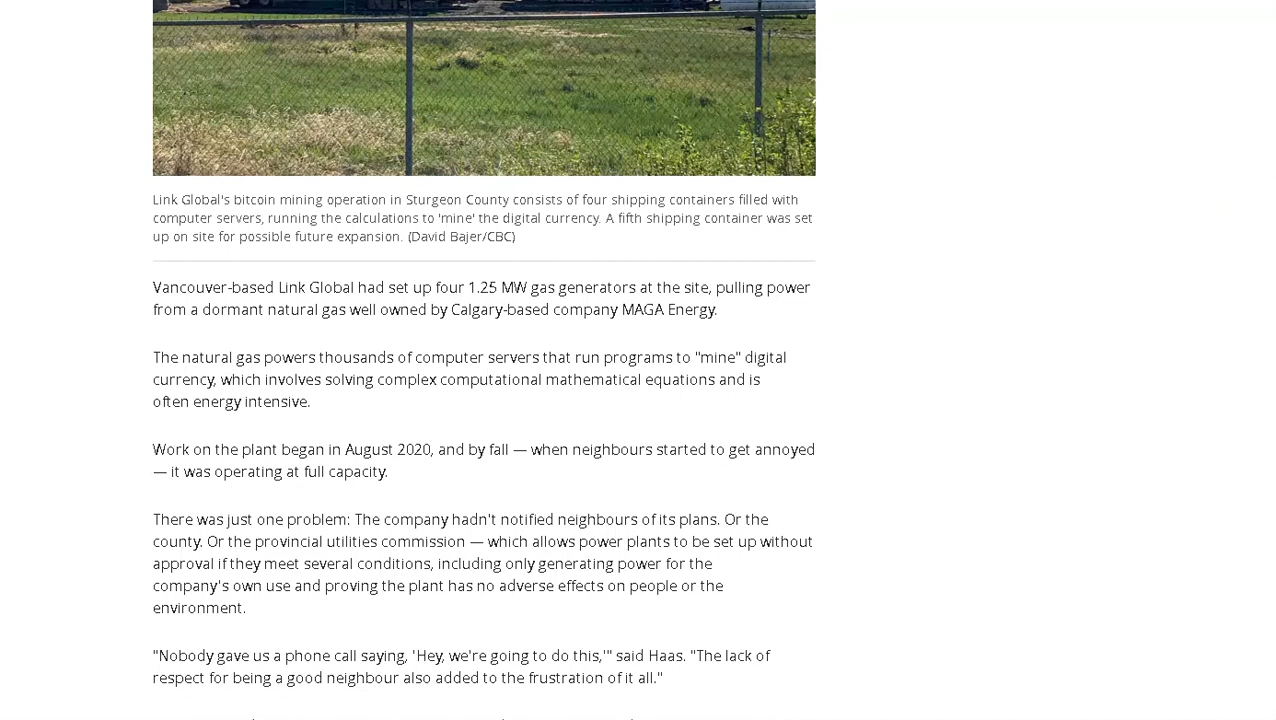 Link Global's bitcoin mining operation in Sturgeon County consists of four shipping containers filled with
computer servers, running the calculations to 'mine' the digital currency. A fifth shipping container was set
up on site for possible future expansion. (David Bajer/CBC)
Vancouver-based Link Global had set up four 1.25 MW gas generators at the site, pulling power
from a dormant natural gas well owned by Calgary-based company MAGA Energy.
The natural gas powers thousands of computer servers that run programs to "mine" digital
currency, which involves solving complex computational mathematical equations and is
often energy intensive.
Work on the plant began in August 2020, and by fall — when neighbours started to get annoyed
— it was operating at full capacity.
There was just one problem: The company hadn't notified neighbours of its plans. Or the
county. Or the provincial utilities commission — which allows power plants to be set up without
approval if they meet several conditions, including only generating power for the
company's own use and proving the plant has no adverse effects on people or the
environment.
"Nobody gave us a phone call saying, 'Hey, we're going to do this,'" said Haas. "The lack of
respect for being a good neighbour also added to the frustration of it all."